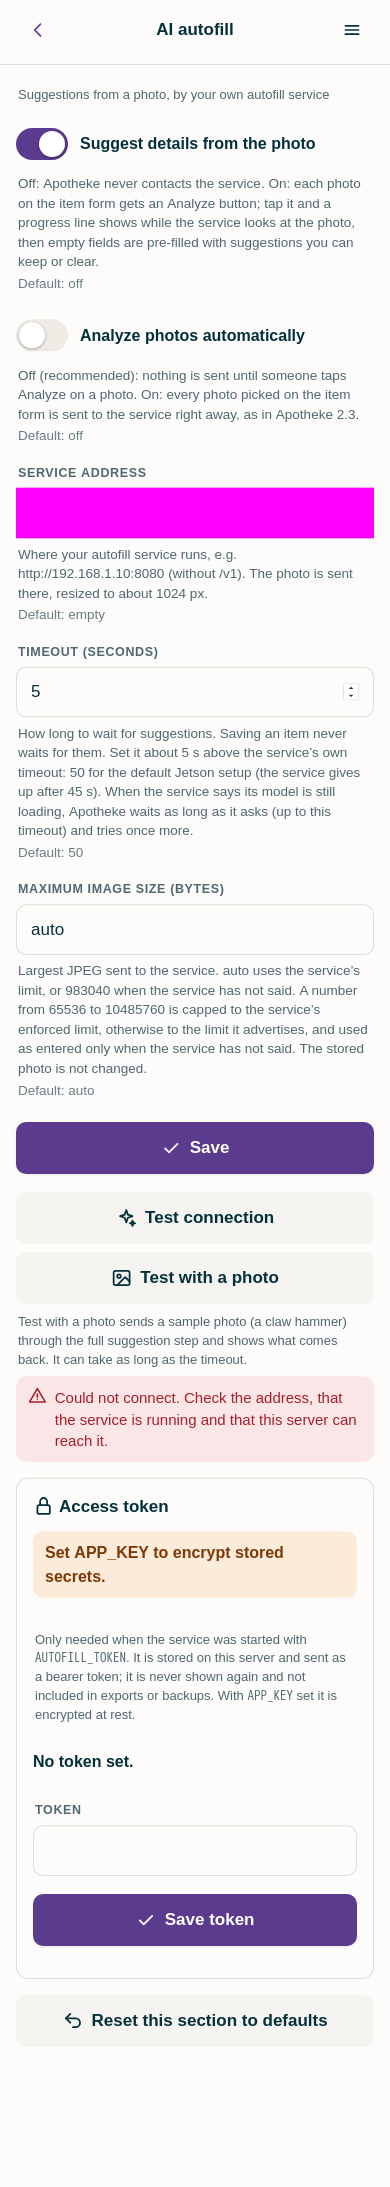 AI autofill
Suggestions from a photo, by your own autofill service
Suggest details from the photo
Off: Apotheke never contacts the service. On: each photo
on the item form gets an Analyze button; tap it and a
progress line shows while the service looks at the photo,
then empty fields are pre-filled with suggestions you can
keep or clear.
Default: off
Analyze photos automatically
Off (recommended): nothing is sent until someone taps
Analyze on a photo. On: every photo picked on the item
form is sent to the service right away, as in Apotheke 2.3.
Default: off
SERVICE ADDRESS
Where your autofill service runs, e.g.
http://192.168.1.10:8080 (without /v1). The photo is sent
there, resized to about 1024 px.
Default: empty
TIMEOUT (SECONDS)
5
How long to wait for suggestions. Saving an item never
waits for them. Set it about 5 s above the service’s own
timeout: 50 for the default Jetson setup (the service gives
up after 45 s). When the service says its model is still
loading, Apotheke waits as long as it asks (up to this
timeout) and tries once more.
Default: 50
MAXIMUM IMAGE SIZE (BYTES)
auto
Largest JPEG sent to the service. auto uses the service’s
limit, or 983040 when the service has not said. A number
from 65536 to 10485760 is capped to the service’s
enforced limit, otherwise to the limit it advertises, and used
as entered only when the service has not said. The stored
photo is not changed.
Default: auto
Save
Test connection
Test with a photo
Test with a photo sends a sample photo (a claw hammer)
through the full suggestion step and shows what comes
back. It can take as long as the timeout.
Could not connect. Check the address, that
the service is running and that this server can
reach it.
Access token
Set APP_KEY to encrypt stored
secrets.
Only needed when the service was started with
AUTOFILL_TOKEN. It is stored on this server and sent as
a bearer token; it is never shown again and not
included in exports or backups. With APP_KEY set it is
encrypted at rest.
No token set.
TOKEN
Save token
Reset this section to defaults